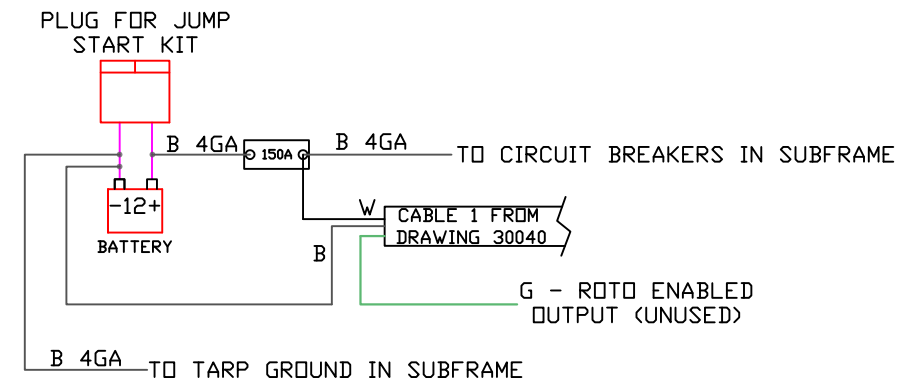 PLUG FOR JUMP
START KIT
B 4GA
150A
B 4GA
TO CIRCUIT BREAKERS IN SUBFRAME
-12+
BATTERY
W
CABLE 1 FROM
DRAWING 30040
B
G - ROTO ENABLED
OUTPUT (UNUSED)
B 4GA
TO TARP GROUND IN SUBFRAME